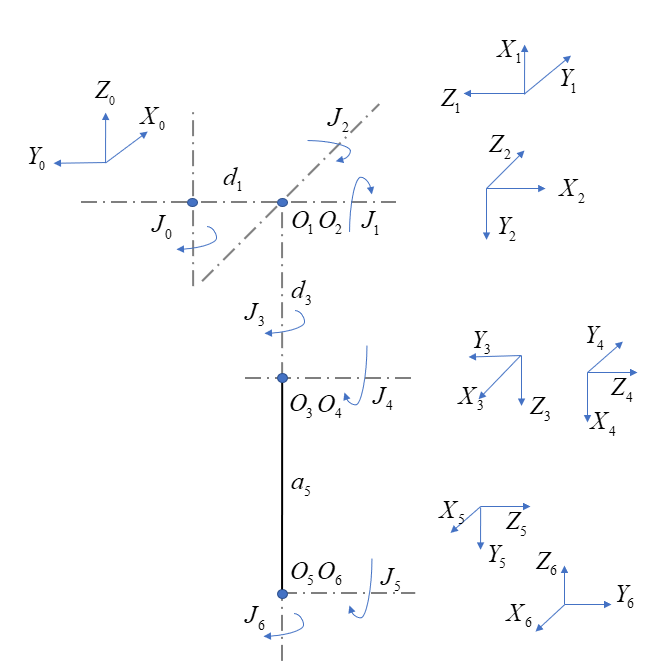 X₁
Y₁
Z₁
Z₀
X₀
Y₀
J₂
Z₂
X₂
Y₂
d₁
J₀
O₁ O₂
J₁
d₃
J₃
Y₃
X₃
Z₃
Y₄
Z₄
X₄
O₃ O₄
J₄
a₅
X₅
Z₅
Y₅
O₅ O₆
J₅
J₆
Z₆
Y₆
X₆